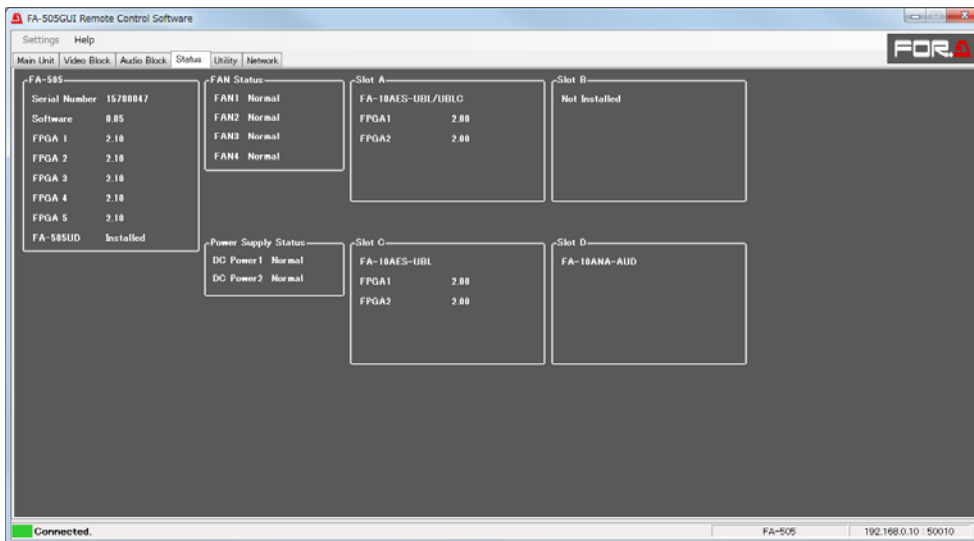 FA-505GUI Remote Control Software
Settings Help
FOR.A
Main Unit Video Block Audio Block Status Utility Network
FA-505
Serial Number 15780047
Software 0.05
FPGA 1 2.10
FPGA 2 2.10
FPGA 3 2.10
FPGA 4 2.10
FPGA 5 2.10
FA-505UD Installed
FAN Status
FAN1 Normal
FAN2 Normal
FAN3 Normal
FAN4 Normal
Power Supply Status
DC Power1 Normal
DC Power2 Normal
Slot A
FA-10AES-UBL/UBLC
FPGA1 2.00
FPGA2 2.00
Slot B
Not Installed
Slot C
FA-10AES-UBL
FPGA1 2.00
FPGA2 2.00
Slot D
FA-10ANA-AUD
Connected. FA-505 192.168.0.10 : 50010